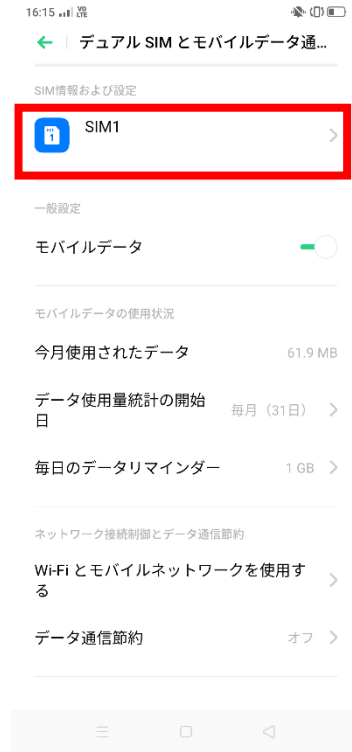 16:15 VO LTE
デュアル SIM とモバイルデータ通...
SIM情報および設定
1
SIM1
一般設定
モバイルデータ
モバイルデータの使用状況
今月使用されたデータ 61.9 MB
データ使用量統計の開始
日
毎月（31日）
毎日のデータリマインダー 1 GB
ネットワーク接続制御とデータ通信節約
Wi-Fi とモバイルネットワークを使用す
る
データ通信節約 オフ